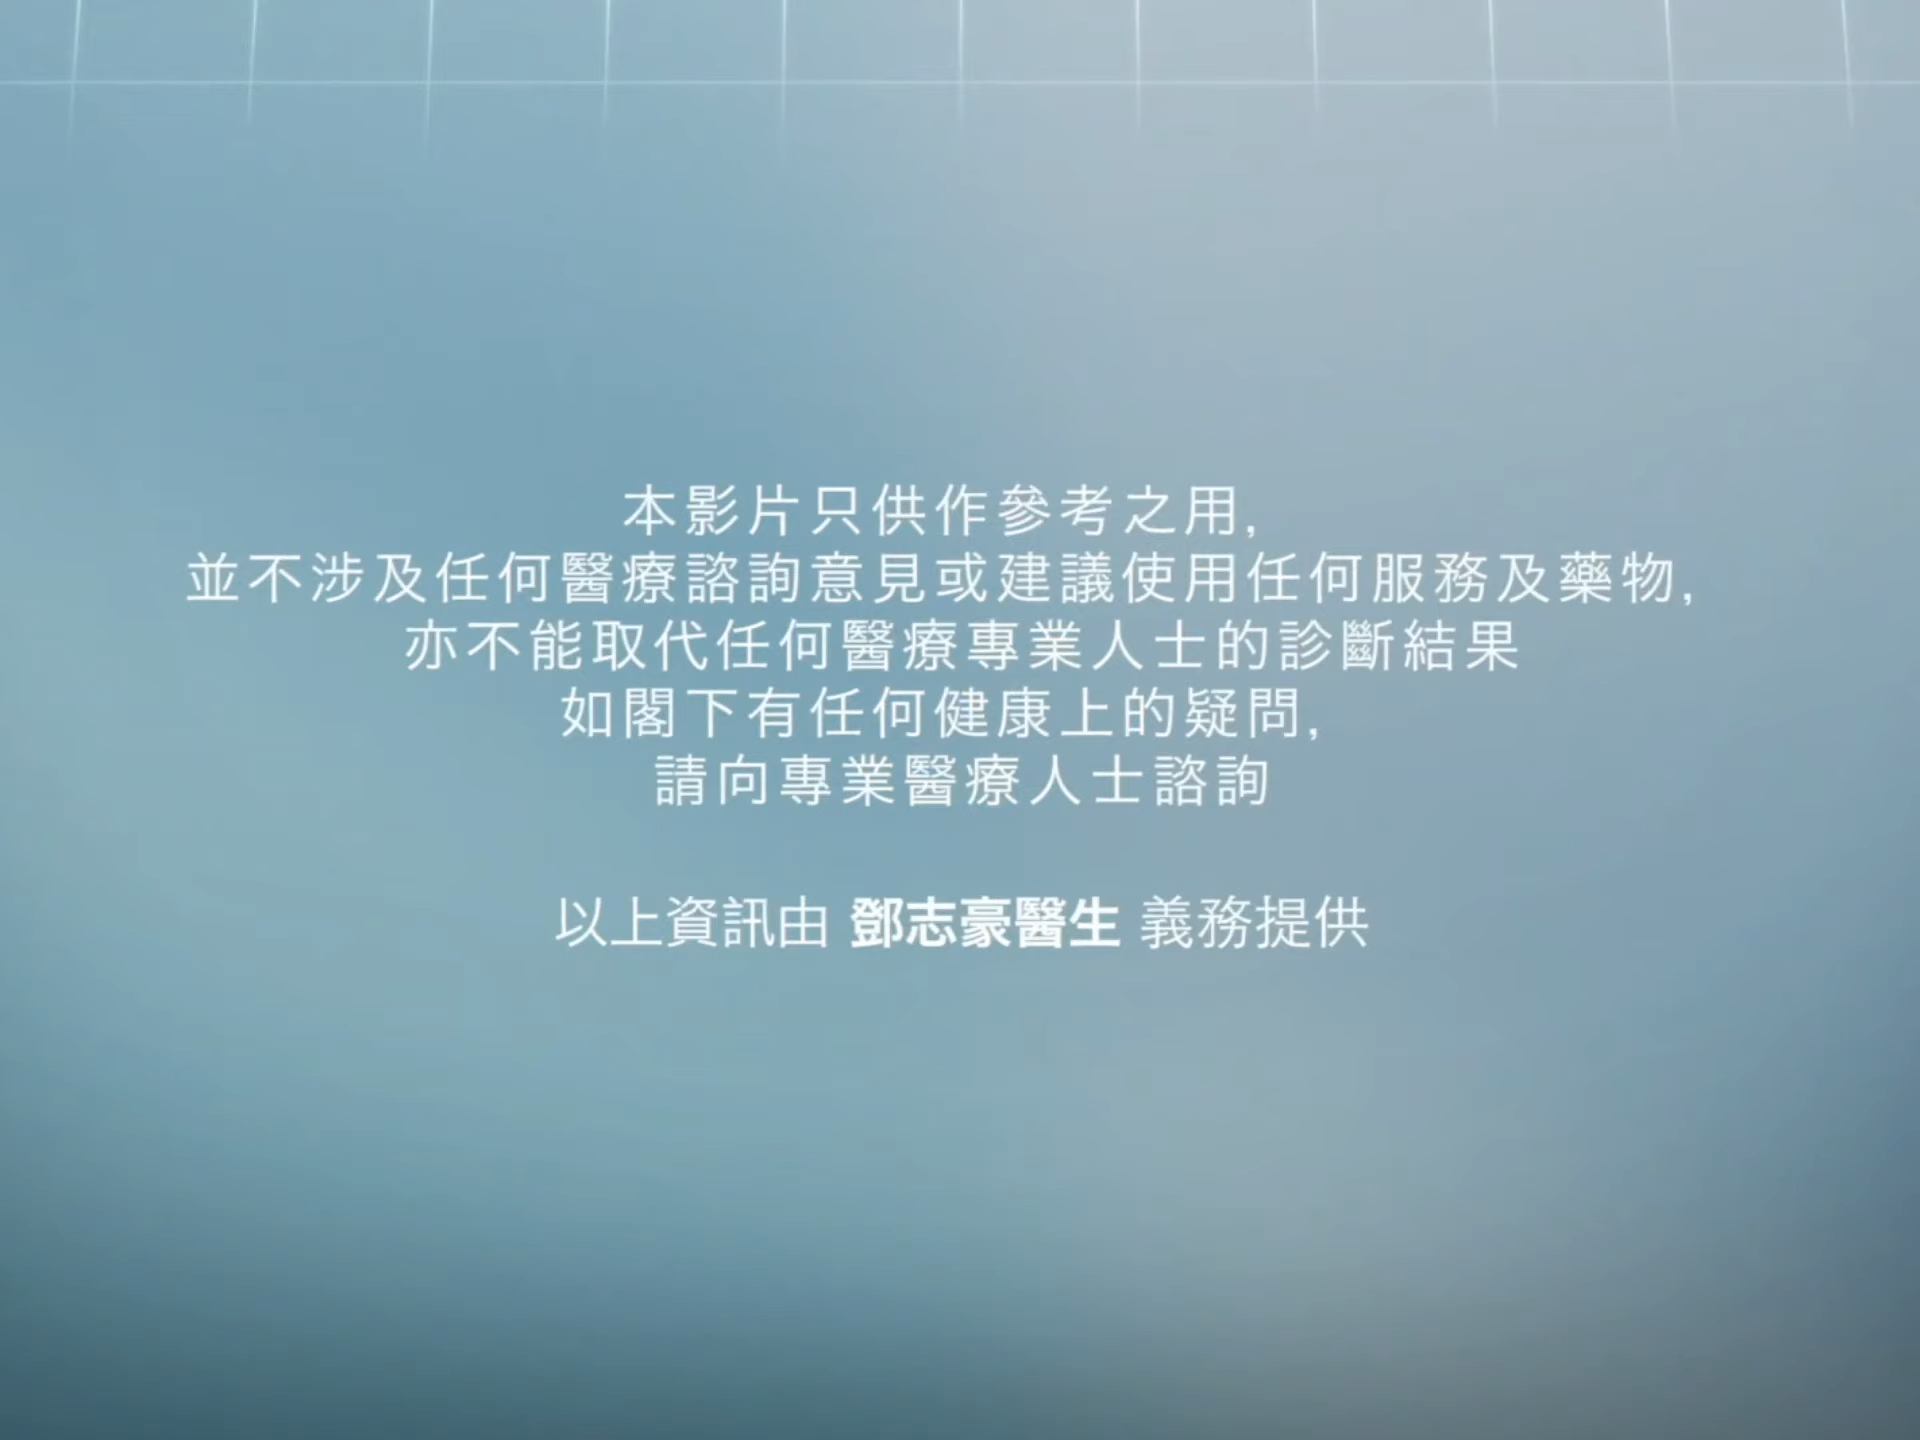 本影片只供作參考之用,
並不涉及任何醫療諮詢意見或建議使用任何服務及藥物,
亦不能取代任何醫療專業人士的診斷結果
如閣下有任何健康上的疑問,
請向專業醫療人士諮詢
以上資訊由 鄧志豪醫生 義務提供